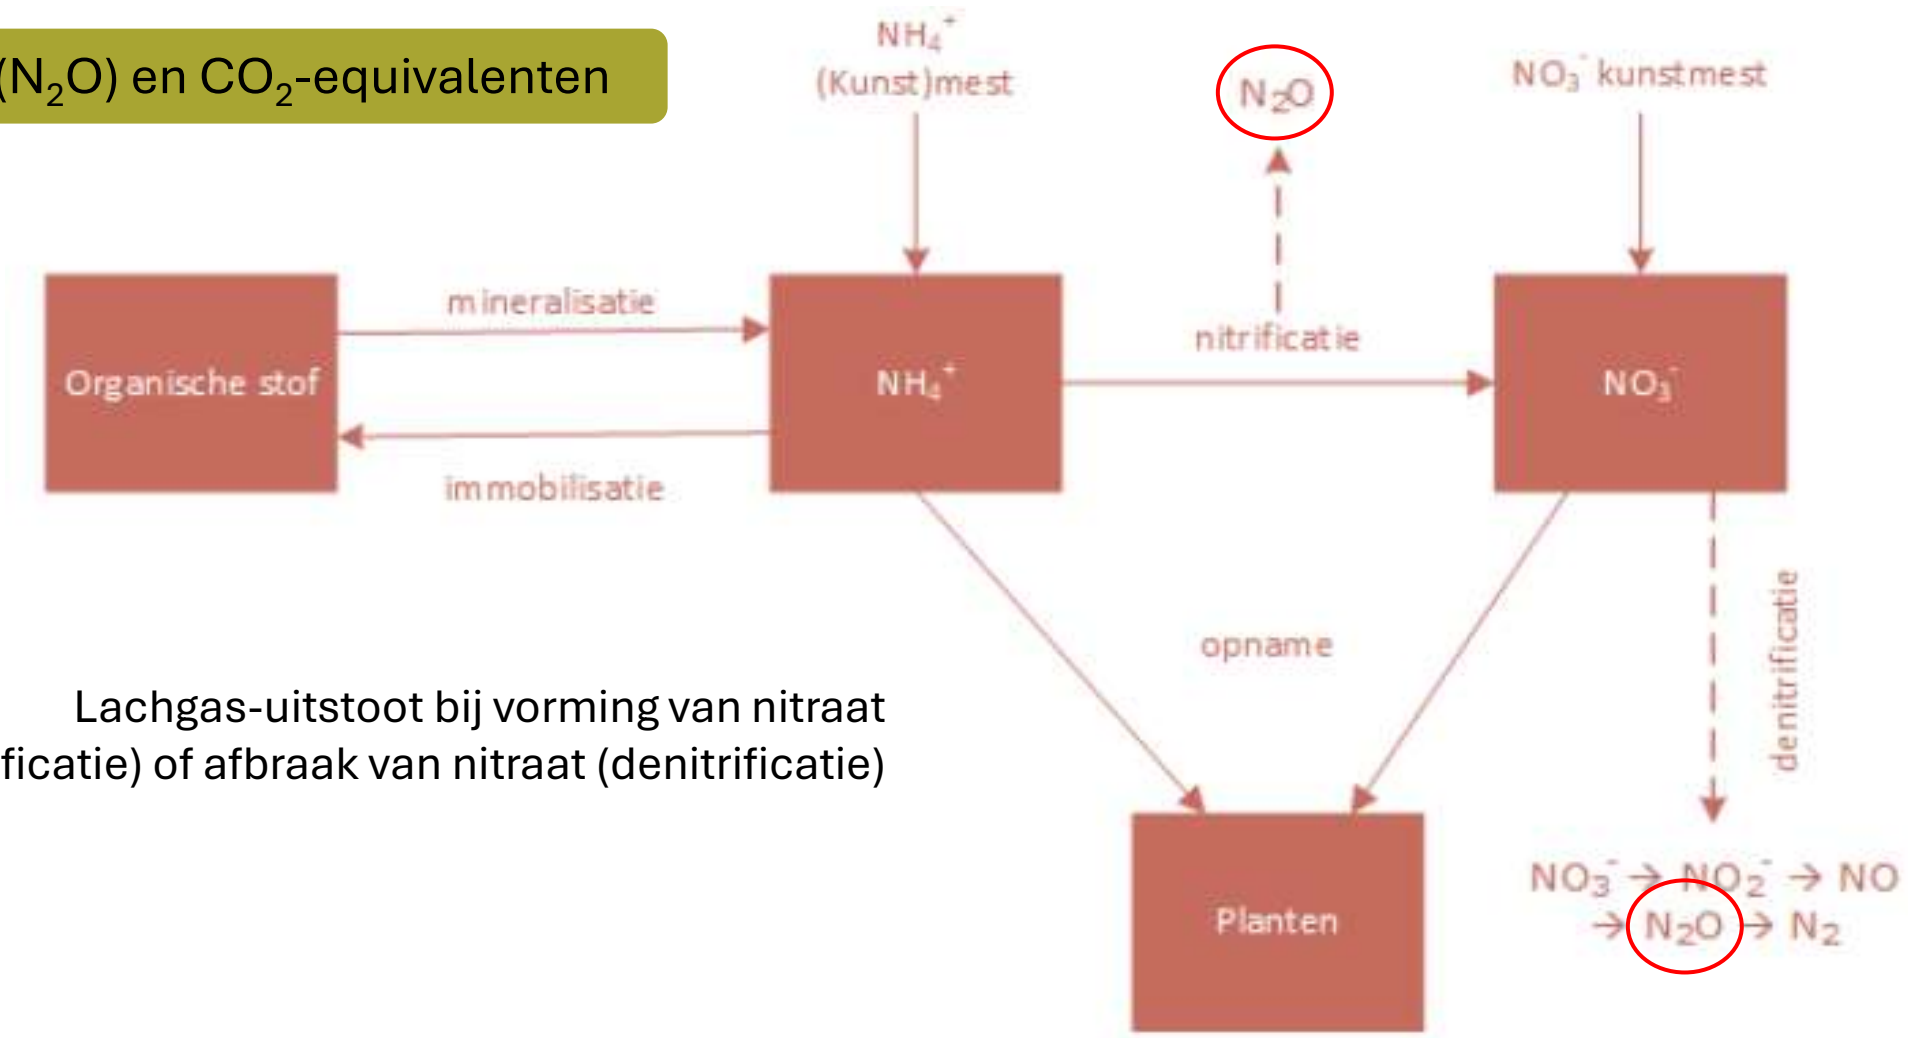 (N₂O) en CO₂-equivalenten
NH₄⁺
(Kunst)mest
N₂O
NO₃⁻ kunstmest
mineralisatie
nitrificatie
Organische stof
NH₄⁺
NO₃⁻
immobilisatie
opname
denitrificatie
Lachgas-uitstoot bij vorming van nitraat
ficatie) of afbraak van nitraat (denitrificatie)
Planten
NO₃⁻ → NO₂⁻ → NO
→ N₂O → N₂